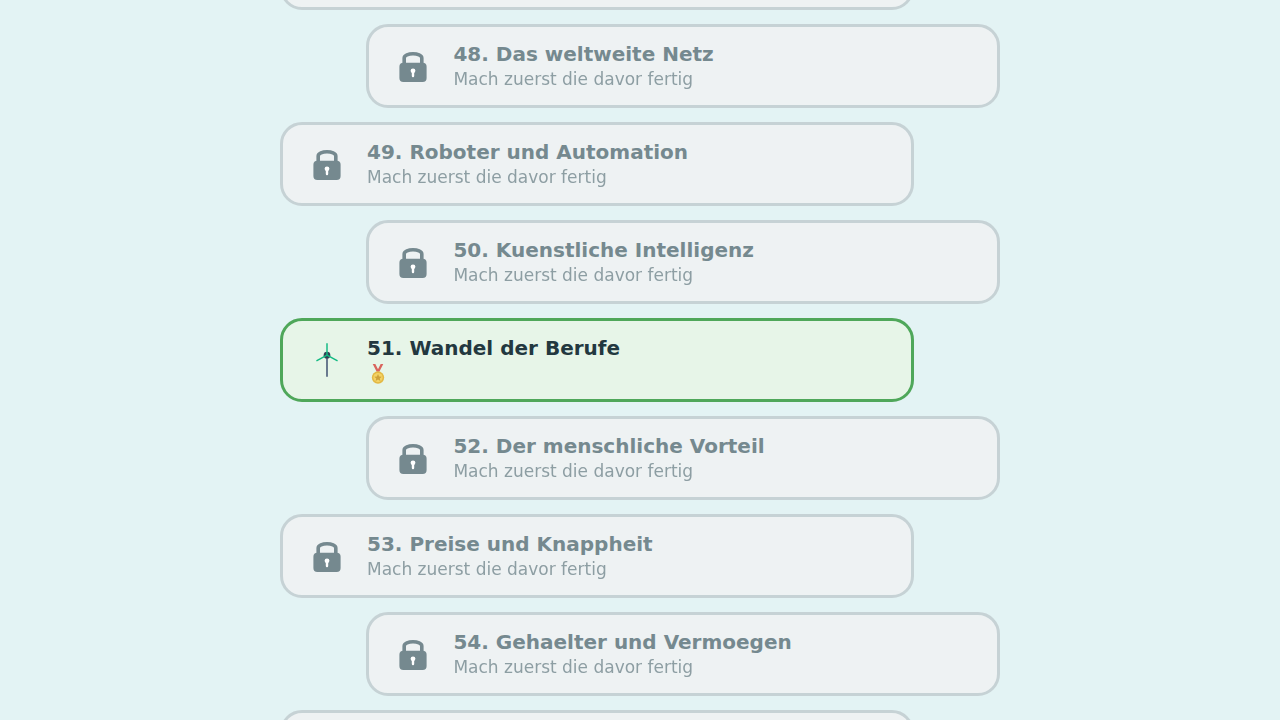 48. Das weltweite Netz
Mach zuerst die davor fertig
49. Roboter und Automation
Mach zuerst die davor fertig
50. Kuenstliche Intelligenz
Mach zuerst die davor fertig
51. Wandel der Berufe
52. Der menschliche Vorteil
Mach zuerst die davor fertig
53. Preise und Knappheit
Mach zuerst die davor fertig
54. Gehaelter und Vermoegen
Mach zuerst die davor fertig